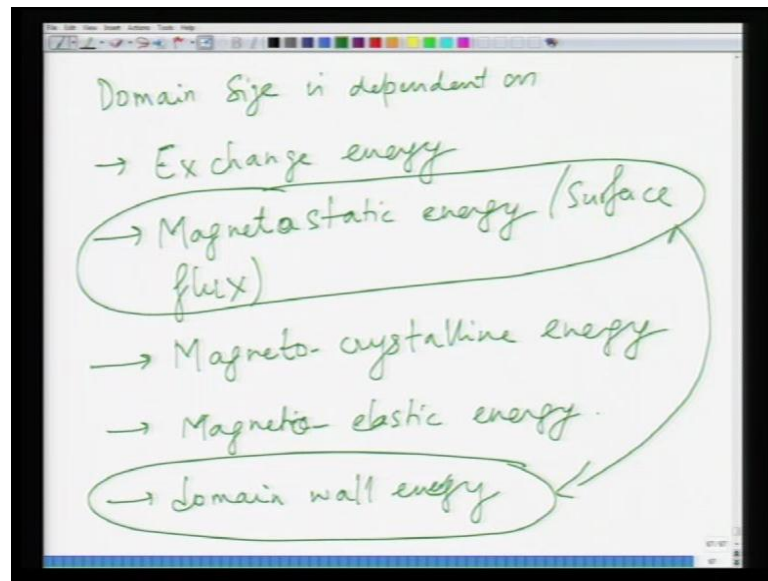 Domain Size is dependent on
→ Exchange energy
→ Magnetostatic energy / (Surface
flux)
→ Magneto-crystalline energy
→ Magneto-elastic energy.
→ domain wall energy